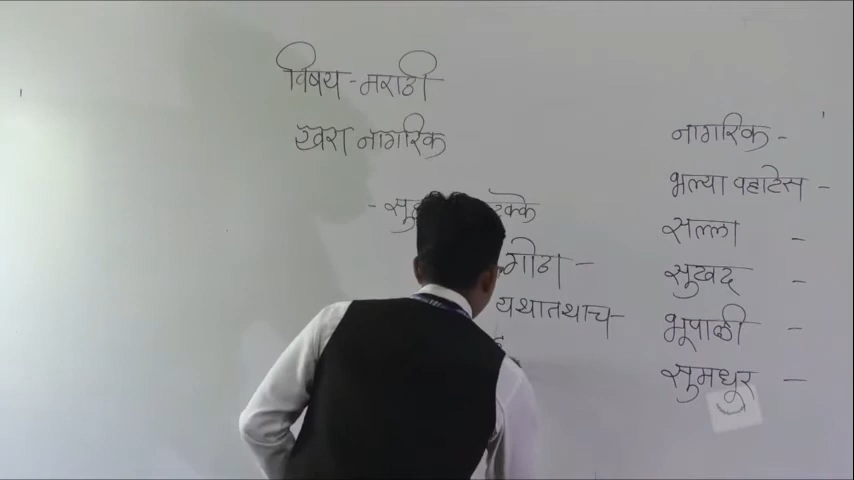 विषय - मराठी
खरा नागरिक
गोठा -
यथातथाच
नागरिक -
भल्या पहाटेस -
सल्ला -
सुखद -
भूपाळी -
सुमधूर -